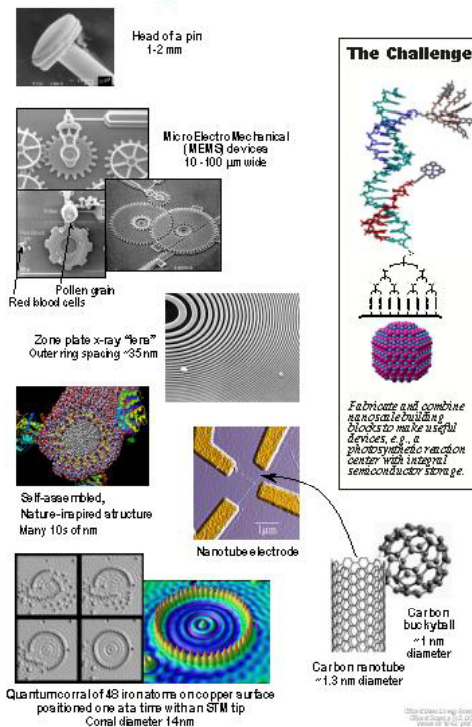 Head of a pin
1-2 mm
The Challenge
MicroElectroMechanical
(MEMS) devices
10 -100 µm wide
Pollen grain
Red blood cells
Zone plate x-ray "lens"
Outer ring spacing ~35 nm
Fabricate and combine
nanoscale building
blocks to make useful
devices, e.g., a
photosynthetic reaction
center with integral
semiconductor storage.
Self-assembled,
Nature-inspired structure
Many 10s of nm
1µm
Nanotube electrode
Carbon
buckyball
~1 nm
diameter
Carbon nanotube
~1.3 nm diameter
Quantum corral of 48 iron atoms on copper surface
positioned one at a time with an STM tip
Corral diameter 14 nm